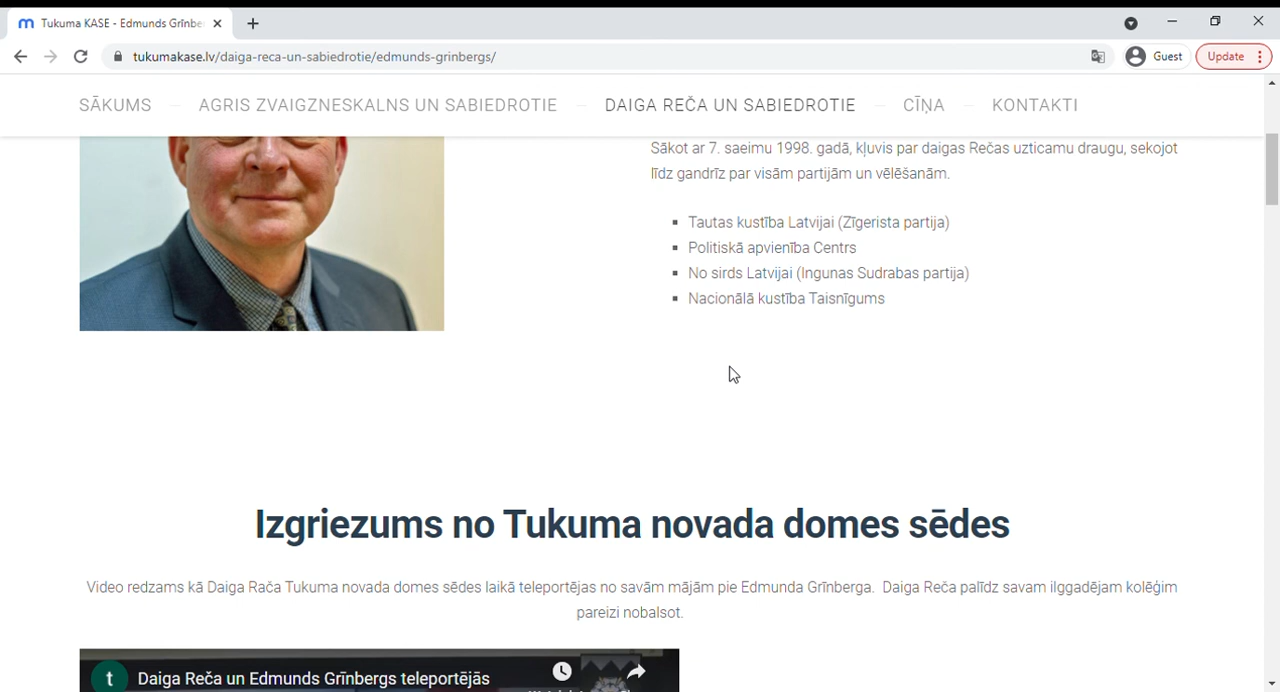 Tukuma KASE - Edmunds Grīnbe
tukumakase.lv/daiga-reca-un-sabiedrotie/edmunds-grinbergs/
Guest
Update
SĀKUMS
AGRIS ZVAIGZNESKALNS UN SABIEDROTIE
DAIGA REČA UN SABIEDROTIE
CĪŅA
KONTAKTI
Sākot ar 7. saeimu 1998. gadā, kļuvis par daigas Rečas uzticamu draugu, sekojot
līdz gandrīz par visām partijām un vēlēšanām.
Tautas kustība Latvijai (Zīgerista partija)
Politiskā apvienība Centrs
No sirds Latvijai (Ingunas Sudrabas partija)
Nacionālā kustība Taisnīgums
Izgriezums no Tukuma novada domes sēdes
Video redzams kā Daiga Rača Tukuma novada domes sēdes laikā teleportējas no savām mājām pie Edmunda Grīnberga. Daiga Reča palīdz savam ilggadējam kolēģim
pareizi nobalsot.
t
Daiga Reča un Edmunds Grīnbergs teleportējās